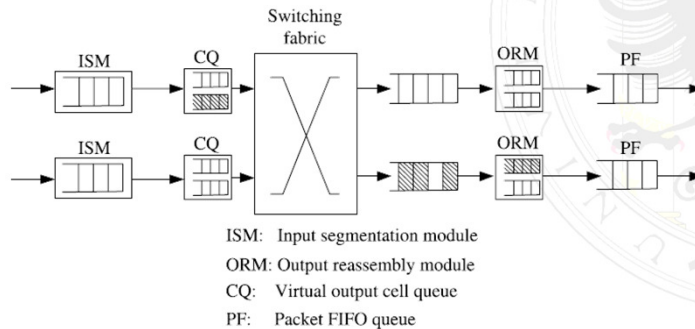 Switching
fabric
ISM CQ ORM PF
ISM CQ ORM PF
ISM: Input segmentation module
ORM: Output reassembly module
CQ: Virtual output cell queue
PF: Packet FIFO queue